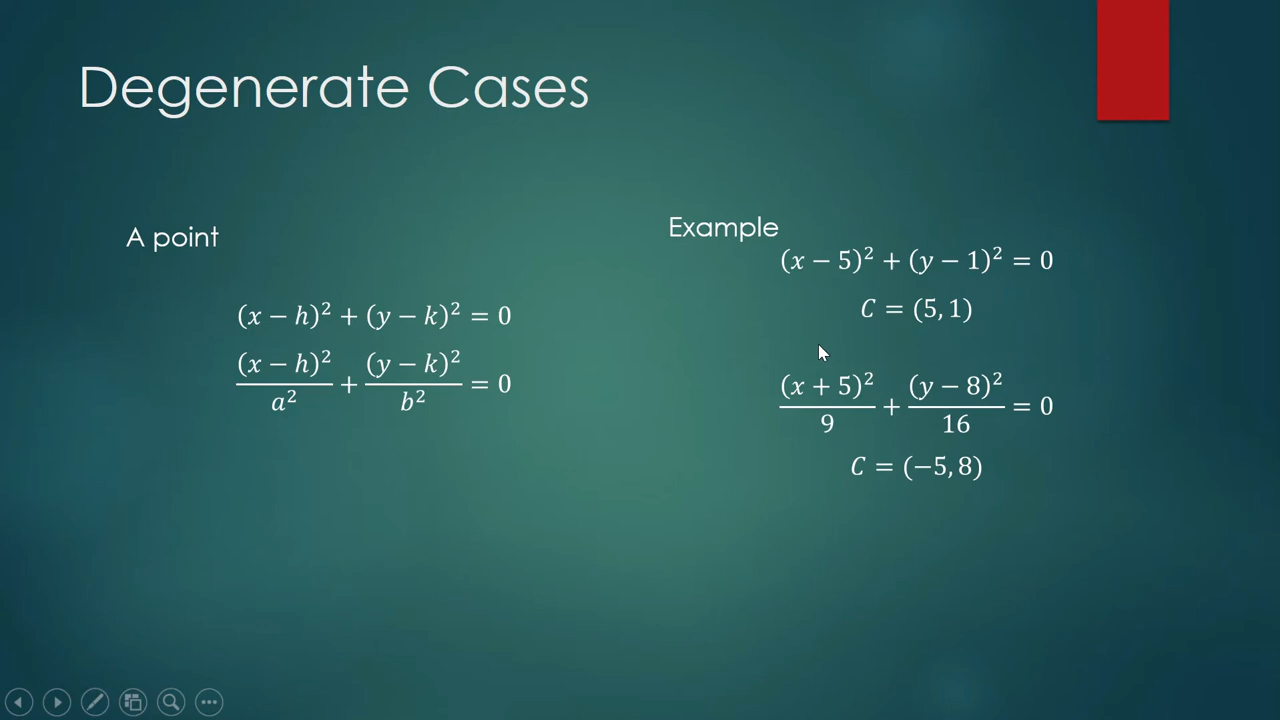 Degenerate Cases
A point
(x − h)² + (y − k)² = 0
(x − h)²/a² + (y − k)²/b² = 0
Example
(x − 5)² + (y − 1)² = 0
C = (5, 1)
(x + 5)²/9 + (y − 8)²/16 = 0
C = (−5, 8)